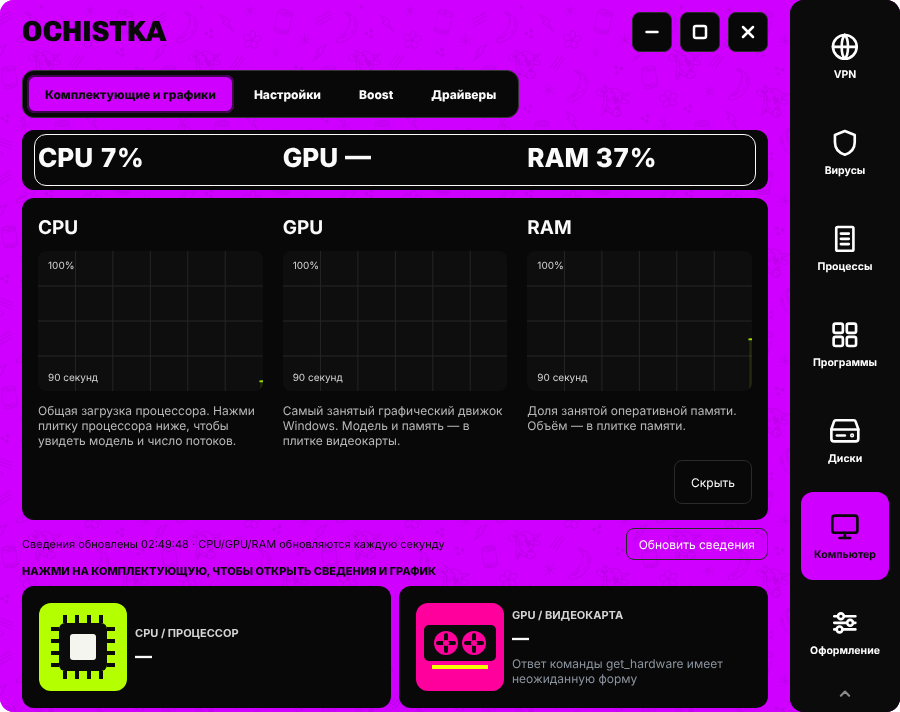 OCHISTKA
Комплектующие и графики
Настройки
Boost
Драйверы
CPU 7%
GPU —
RAM 37%
CPU
100%
90 секунд
Общая загрузка процессора. Нажми
плитку процессора ниже, чтобы
увидеть модель и число потоков.
GPU
100%
90 секунд
Самый занятый графический движок
Windows. Модель и память — в
плитке видеокарты.
RAM
100%
90 секунд
Доля занятой оперативной памяти.
Объём — в плитке памяти.
Скрыть
Сведения обновлены 02:49:48 · CPU/GPU/RAM обновляются каждую секунду
Обновить сведения
НАЖМИ НА КОМПЛЕКТУЮЩУЮ, ЧТОБЫ ОТКРЫТЬ СВЕДЕНИЯ И ГРАФИК
CPU / ПРОЦЕССОР
—
GPU / ВИДЕОКАРТА
—
Ответ команды get_hardware имеет
неожиданную форму
VPN
Вирусы
Процессы
Программы
Диски
Компьютер
Оформление